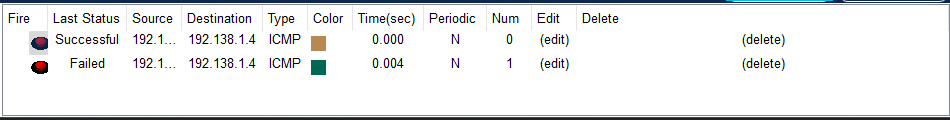 Fire Last Status Source Destination Type Color Time(sec) Periodic Num Edit Delete
Successful 192.1... 192.138.1.4 ICMP 0.000 N 0 (edit) (delete)
Failed 192.1... 192.138.1.4 ICMP 0.004 N 1 (edit) (delete)